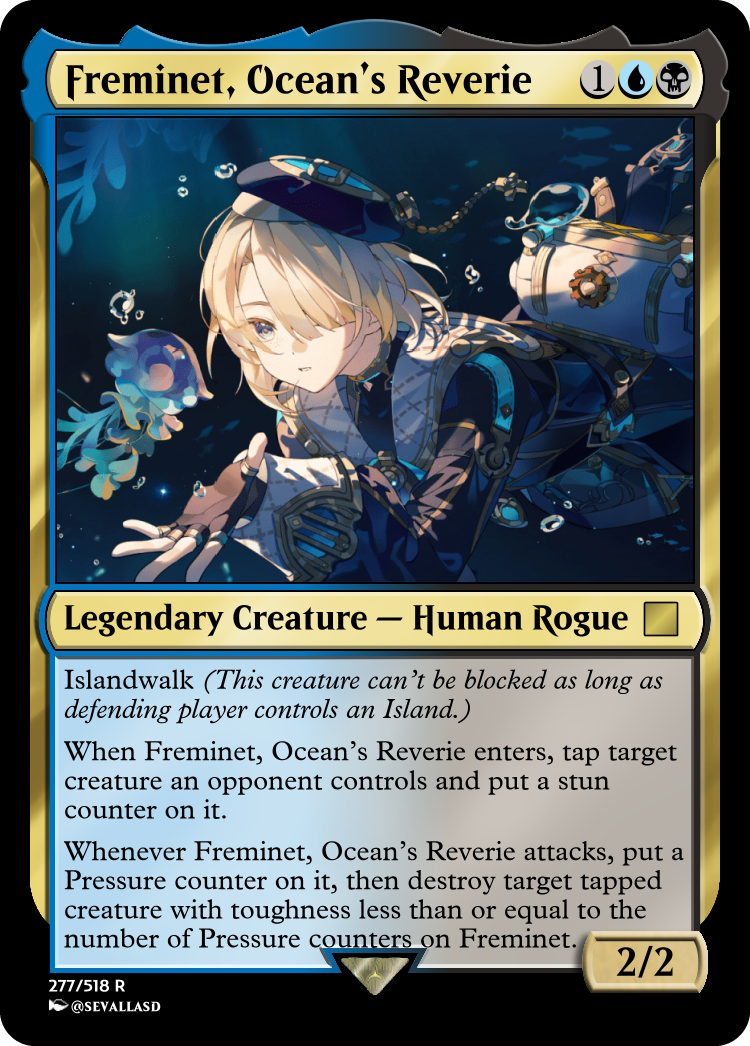 Freminet, Ocean's Reverie 1
Legendary Creature — Human Rogue
Islandwalk (This creature can't be blocked as long as
defending player controls an Island.)
When Freminet, Ocean's Reverie enters, tap target
creature an opponent controls and put a stun
counter on it.
Whenever Freminet, Ocean's Reverie attacks, put a
Pressure counter on it, then destroy target tapped
creature with toughness less than or equal to the
number of Pressure counters on Freminet.
2/2
277/518 R
@SEVALLASD